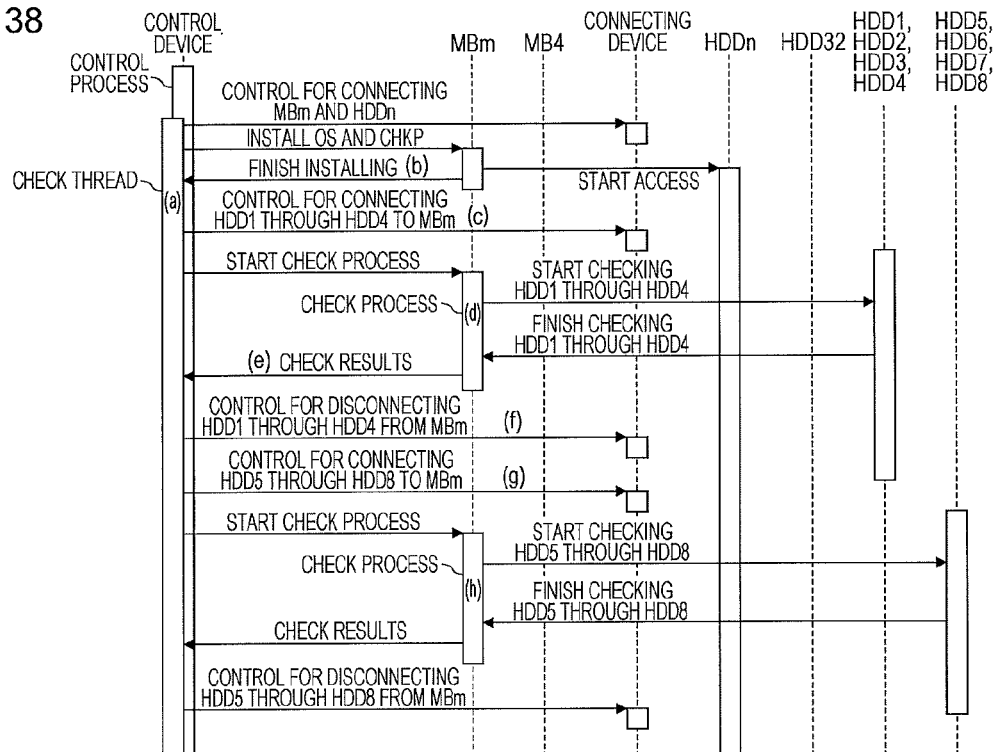 38
CONTROL
DEVICE
MBm
MB4
CONNECTING
DEVICE
HDDn
HDD32
HDD1,
HDD2,
HDD3,
HDD4
HDD5,
HDD6,
HDD7,
HDD8
CONTROL
PROCESS
CONTROL FOR CONNECTING
MBm AND HDDn
INSTALL OS AND CHKP
FINISH INSTALLING (b)
START ACCESS
CHECK THREAD
(a)
CONTROL FOR CONNECTING
HDD1 THROUGH HDD4 TO MBm (c)
START CHECK PROCESS
START CHECKING
HDD1 THROUGH HDD4
CHECK PROCESS
(d)
FINISH CHECKING
HDD1 THROUGH HDD4
(e) CHECK RESULTS
CONTROL FOR DISCONNECTING
HDD1 THROUGH HDD4 FROM MBm (f)
CONTROL FOR CONNECTING
HDD5 THROUGH HDD8 TO MBm (g)
START CHECK PROCESS
START CHECKING
HDD5 THROUGH HDD8
CHECK PROCESS
(h)
FINISH CHECKING
HDD5 THROUGH HDD8
CHECK RESULTS
CONTROL FOR DISCONNECTING
HDD5 THROUGH HDD8 FROM MBm